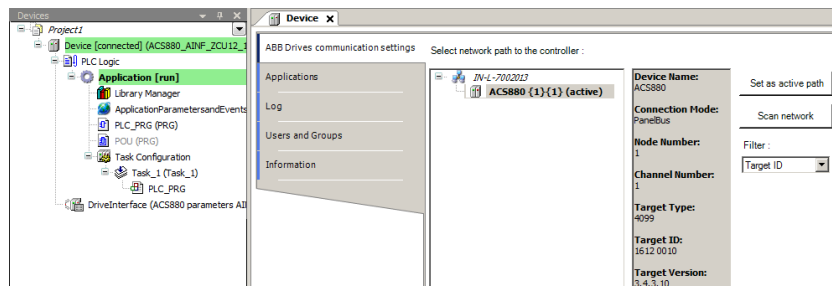 Devices
Project1
Device [connected] (ACS880_AINF_ZCU12_1
PLC Logic
Application [run]
Library Manager
ApplicationParametersandEvents
PLC_PRG (PRG)
POU (PRG)
Task Configuration
Task_1 (Task_1)
PLC_PRG
DriveInterface (ACS880 parameters AI
Device
ABB Drives communication settings
Applications
Log
Users and Groups
Information
Select network path to the controller :
IN-L-7002013
ACS880 {1}{1} (active)
Device Name:
ACS880
Connection Mode:
PanelBus
Node Number:
1
Channel Number:
1
Target Type:
4099
Target ID:
1612 0010
Target Version:
3.4.3.10
Set as active path
Scan network
Filter :
Target ID